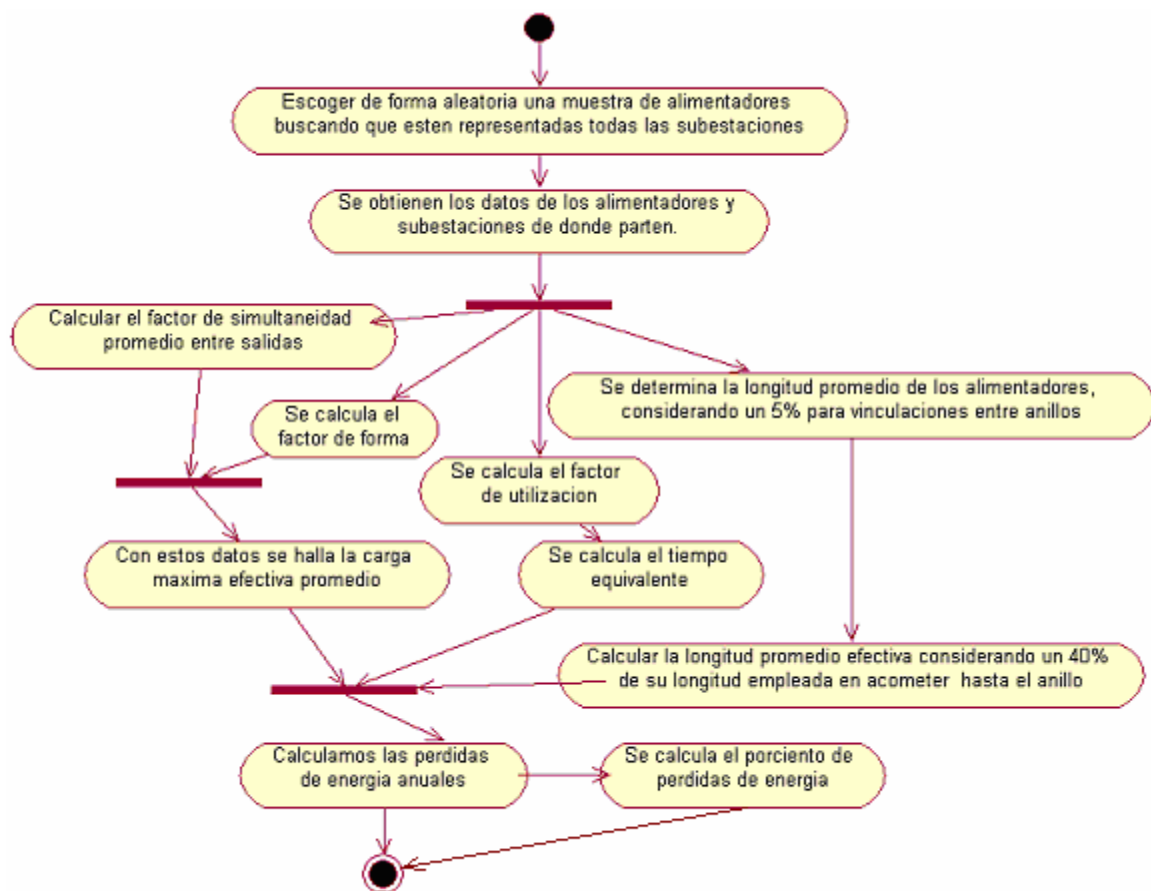 Escoger de forma aleatoria una muestra de alimentadores
buscando que esten representadas todas las subestaciones
Se obtienen los datos de los alimentadores y
subestaciones de donde parten.
Calcular el factor de simultaneidad
promedio entre salidas
Se calcula el
factor de forma
Se calcula el factor
de utilizacion
Se determina la longitud promedio de los alimentadores,
considerando un 5% para vinculaciones entre anillos
Con estos datos se halla la carga
maxima efectiva promedio
Se calcula el tiempo
equivalente
Calcular la longitud promedio efectiva considerando un 40%
de su longitud empleada en acometer hasta el anillo
Calculamos las perdidas
de energia anuales
Se calcula el porciento de
perdidas de energia